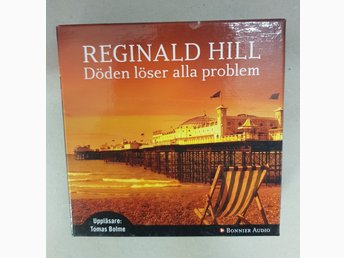 REGINALD HILL
Döden löser alla problem
Uppläsare:
Tomas Bolme
BONNIER AUDIO